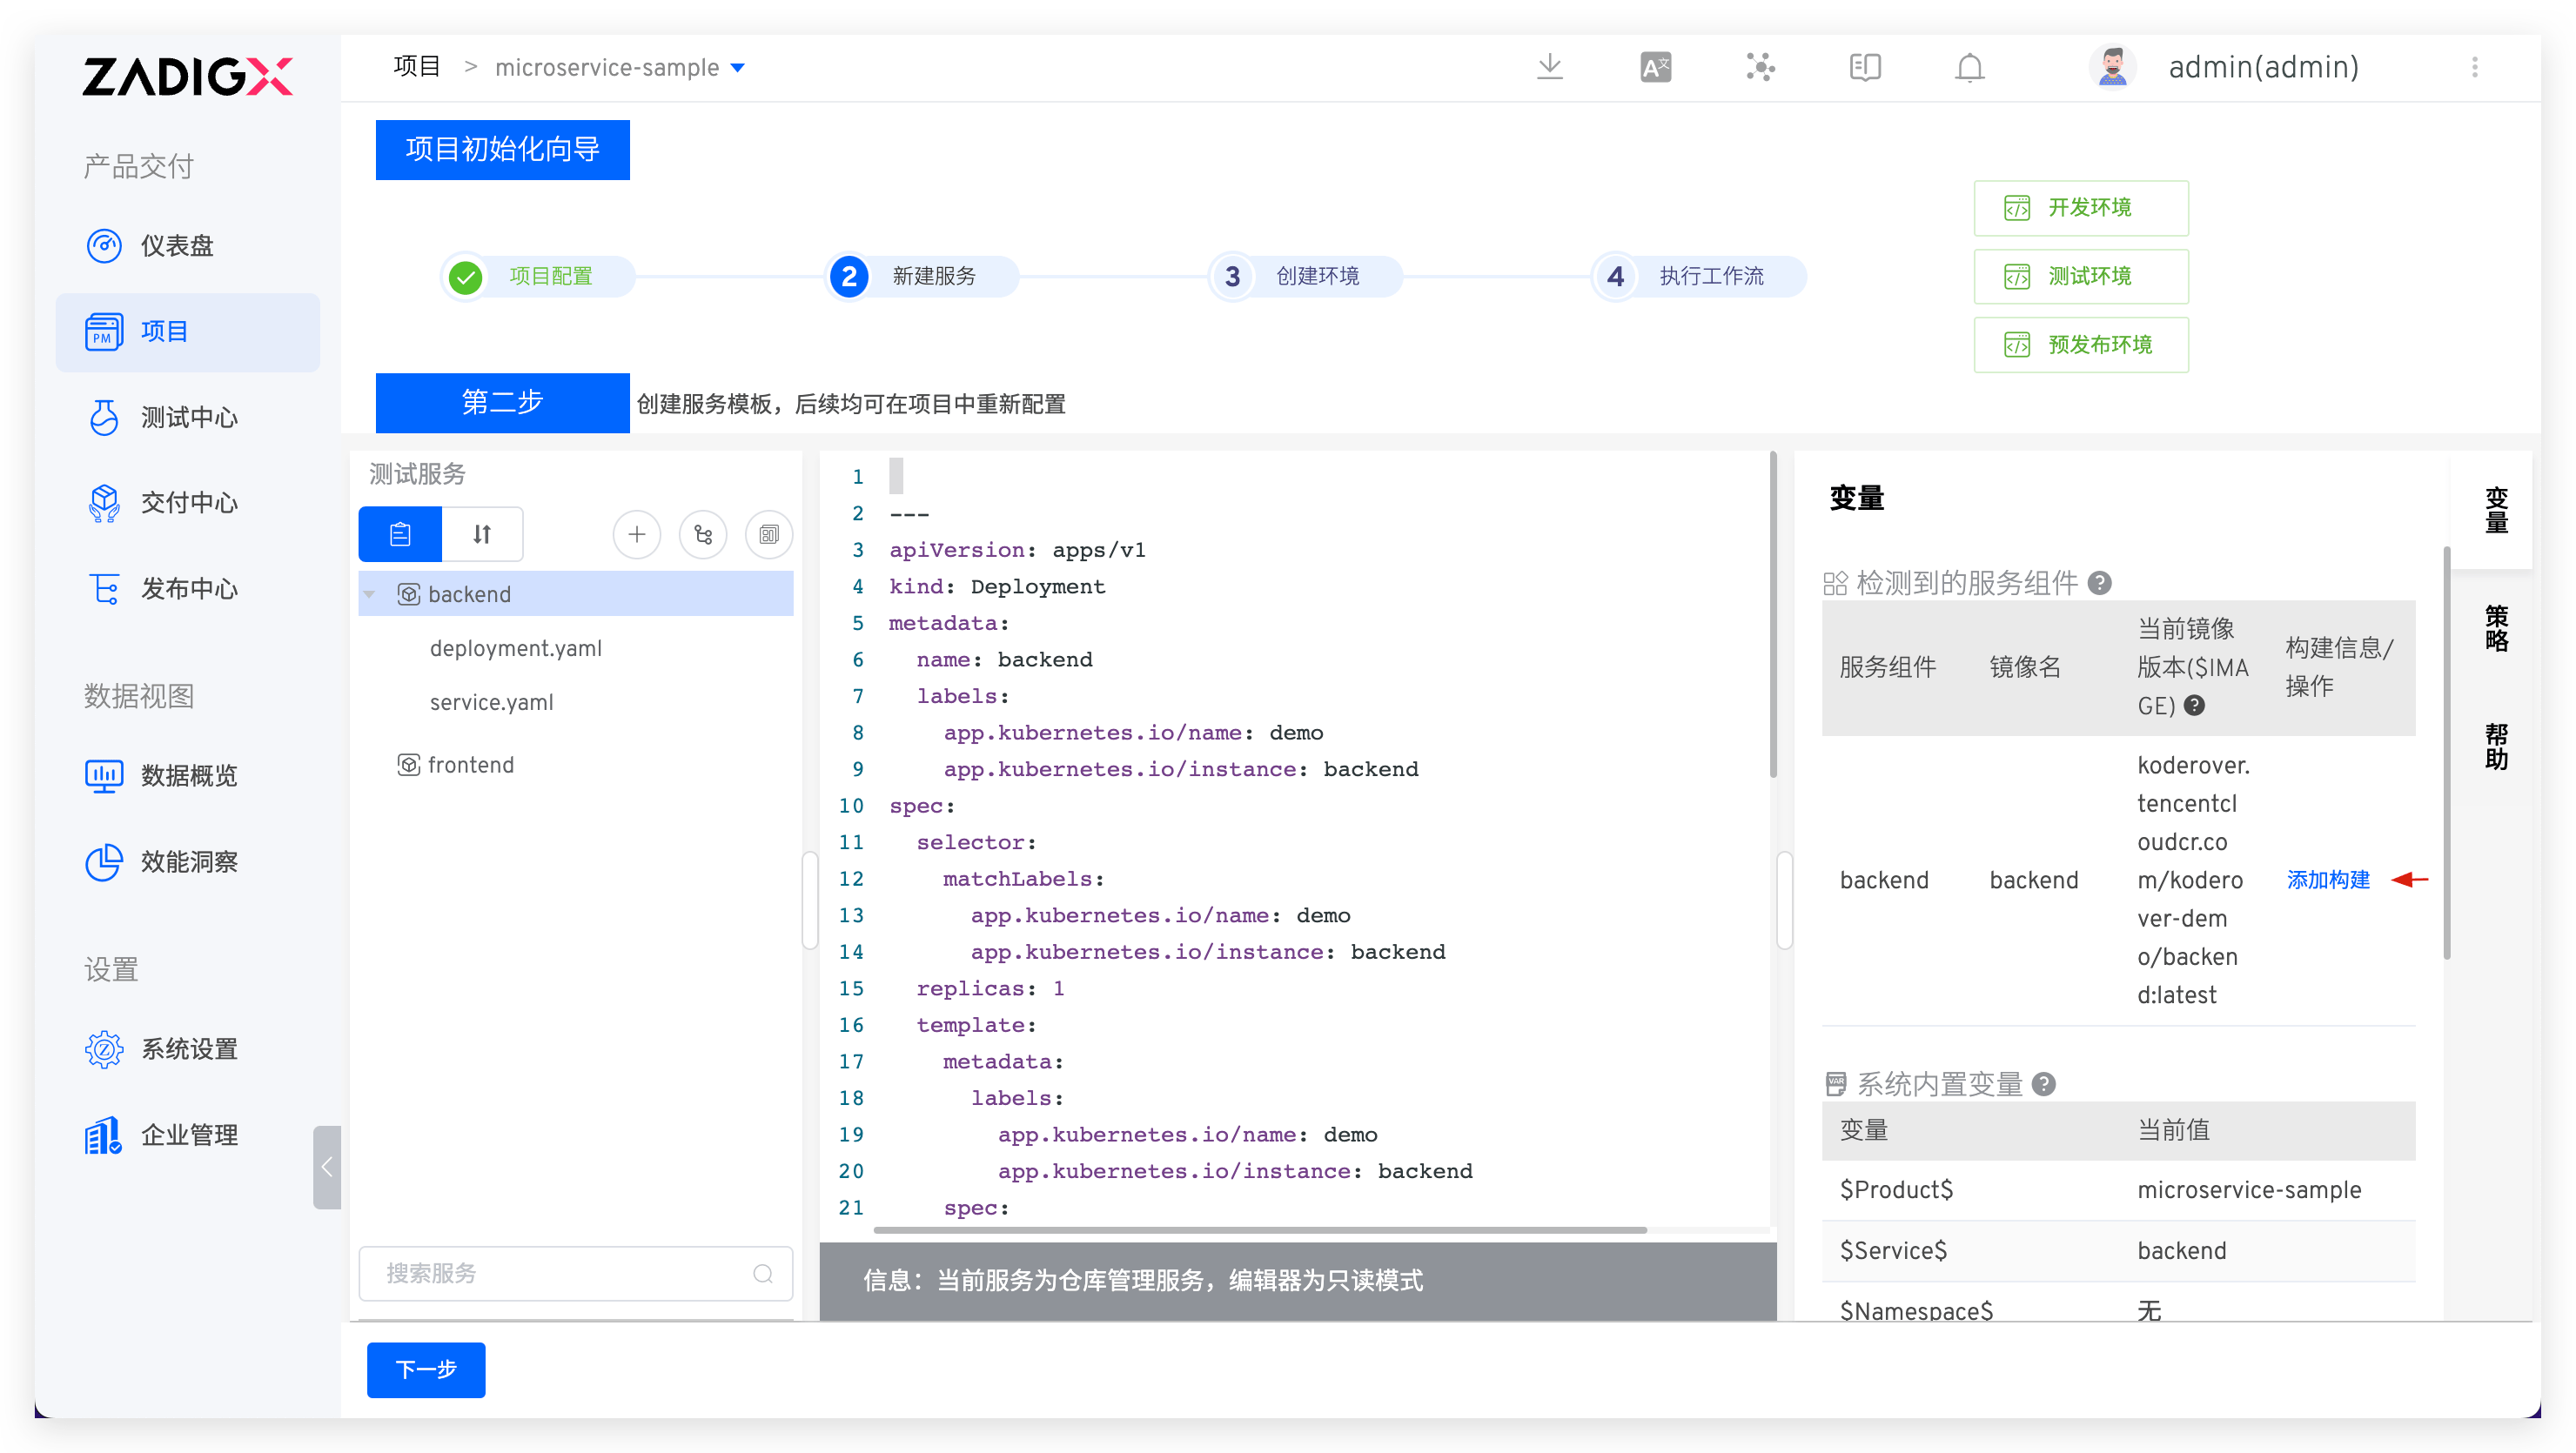 ZADIGX
项目 > microservice-sample
admin(admin)
产品交付
仪表盘
项目
测试中心
交付中心
发布中心
数据视图
数据概览
效能洞察
设置
系统设置
企业管理
项目初始化向导
项目配置
2 新建服务
3 创建环境
4 执行工作流
开发环境
测试环境
预发布环境
第二步 创建服务模板，后续均可在项目中重新配置
测试服务
backend
deployment.yaml
service.yaml
frontend
搜索服务
1
2 ---
3 apiVersion: apps/v1
4 kind: Deployment
5 metadata:
6 name: backend
7 labels:
8 app.kubernetes.io/name: demo
9 app.kubernetes.io/instance: backend
10 spec:
11 selector:
12 matchLabels:
13 app.kubernetes.io/name: demo
14 app.kubernetes.io/instance: backend
15 replicas: 1
16 template:
17 metadata:
18 labels:
19 app.kubernetes.io/name: demo
20 app.kubernetes.io/instance: backend
21 spec:
信息：当前服务为仓库管理服务，编辑器为只读模式
变量
检测到的服务组件
服务组件
镜像名
当前镜像
版本($IMA
GE)
构建信息/
操作
backend
backend
koderover.
tencentcl
oudcr.co
m/kodero
ver-dem
o/backen
d:latest
添加构建
系统内置变量
变量 当前值
$Product$ microservice-sample
$Service$ backend
$Namespace$ 无
变量
策略
帮助
下一步